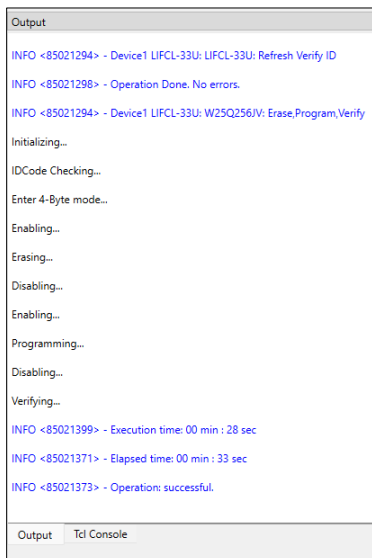 Output
INFO <85021294> - Device1 LIFCL-33U: LIFCL-33U: Refresh Verify ID
INFO <85021298> - Operation Done. No errors.
INFO <85021294> - Device1 LIFCL-33U: W25Q256JV: Erase,Program,Verify
Initializing...
IDCode Checking...
Enter 4-Byte mode...
Enabling...
Erasing...
Disabling...
Enabling...
Programming...
Disabling...
Verifying...
INFO <85021399> - Execution time: 00 min : 28 sec
INFO <85021371> - Elapsed time: 00 min : 33 sec
INFO <85021373> - Operation: successful.
Output Tcl Console